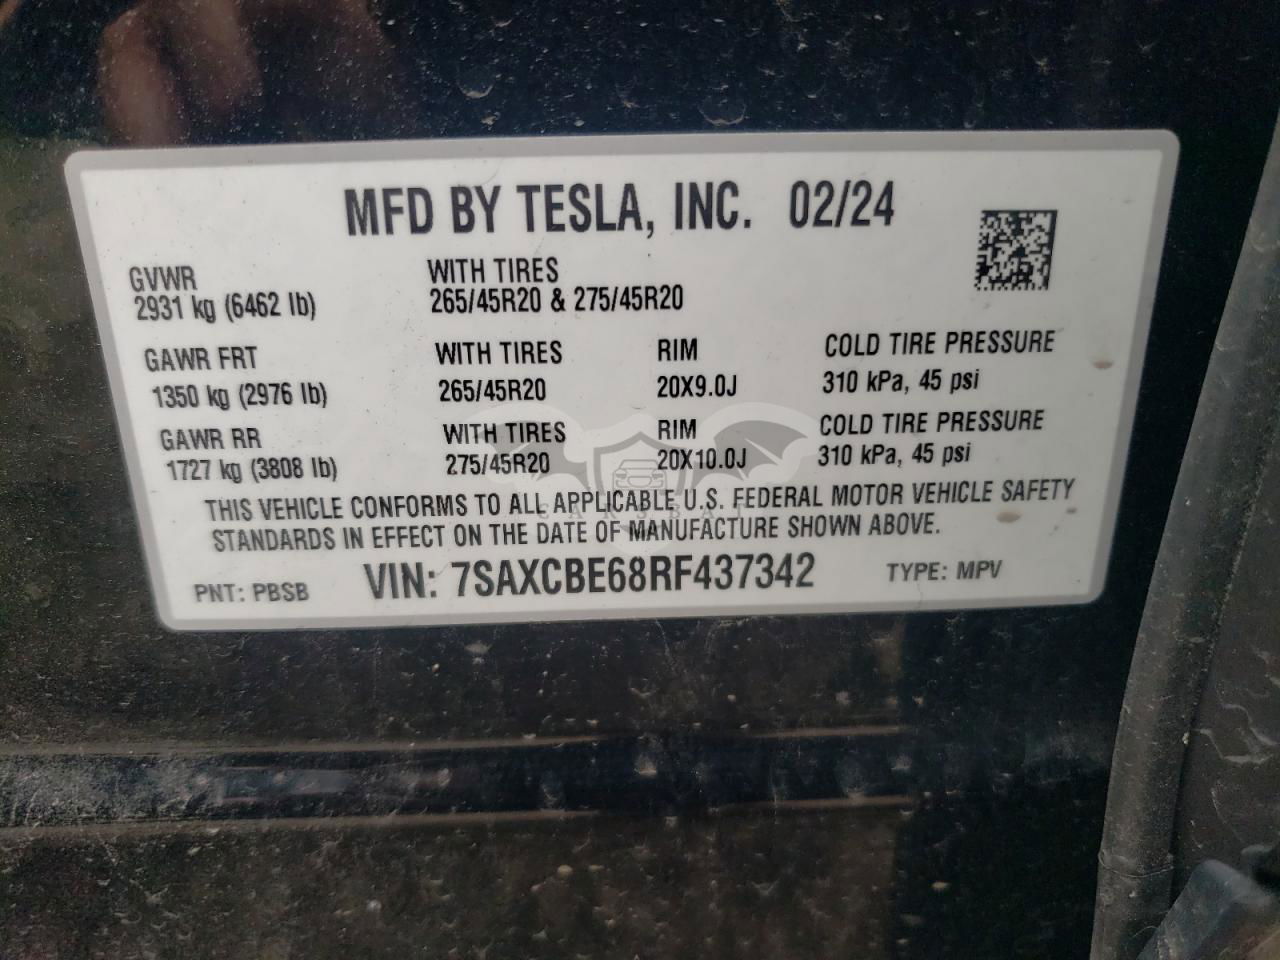 MFD BY TESLA, INC. 02/24
GVWR WITH TIRES
2931 kg (6462 lb) 265/45R20 & 275/45R20
GAWR FRT WITH TIRES RIM COLD TIRE PRESSURE
1350 kg (2976 lb) 265/45R20 20X9.0J 310 kPa, 45 psi
GAWR RR WITH TIRES RIM COLD TIRE PRESSURE
1727 kg (3808 lb) 275/45R20 20X10.0J 310 kPa, 45 psi
THIS VEHICLE CONFORMS TO ALL APPLICABLE U.S. FEDERAL MOTOR VEHICLE SAFETY
STANDARDS IN EFFECT ON THE DATE OF MANUFACTURE SHOWN ABOVE.
PNT: PBSB VIN: 7SAXCBE68RF437342 TYPE: MPV